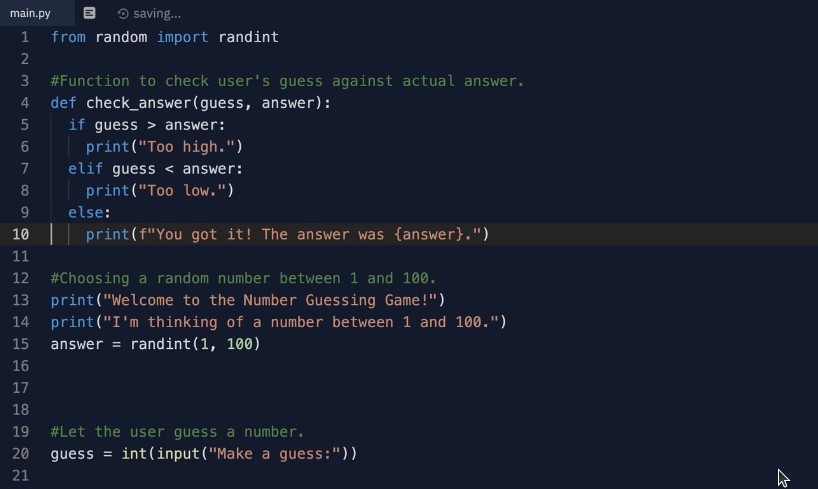 main.py saving...
1 from random import randint
2
3 #Function to check user's guess against actual answer.
4 def check_answer(guess, answer):
5   if guess > answer:
6     print("Too high.")
7   elif guess < answer:
8     print("Too low.")
9   else:
10     print(f"You got it! The answer was {answer}.")
11
12 #Choosing a random number between 1 and 100.
13 print("Welcome to the Number Guessing Game!")
14 print("I'm thinking of a number between 1 and 100.")
15 answer = randint(1, 100)
16
17
18
19 #Let the user guess a number.
20 guess = int(input("Make a guess:"))
21